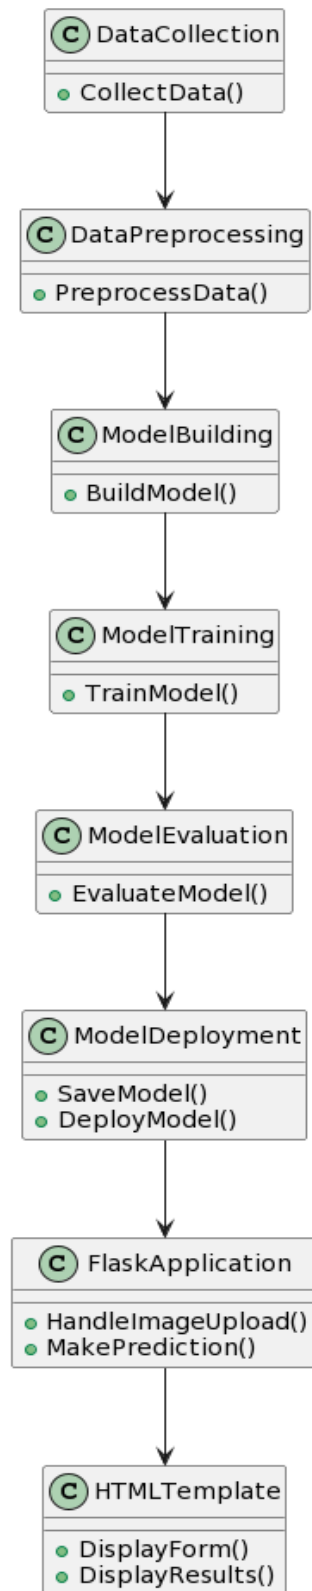 C DataCollection
CollectData()
C DataPreprocessing
PreprocessData()
C ModelBuilding
BuildModel()
C ModelTraining
TrainModel()
C ModelEvaluation
EvaluateModel()
C ModelDeployment
SaveModel()
DeployModel()
C FlaskApplication
HandleImageUpload()
MakePrediction()
C HTMLTemplate
DisplayForm()
DisplayResults()